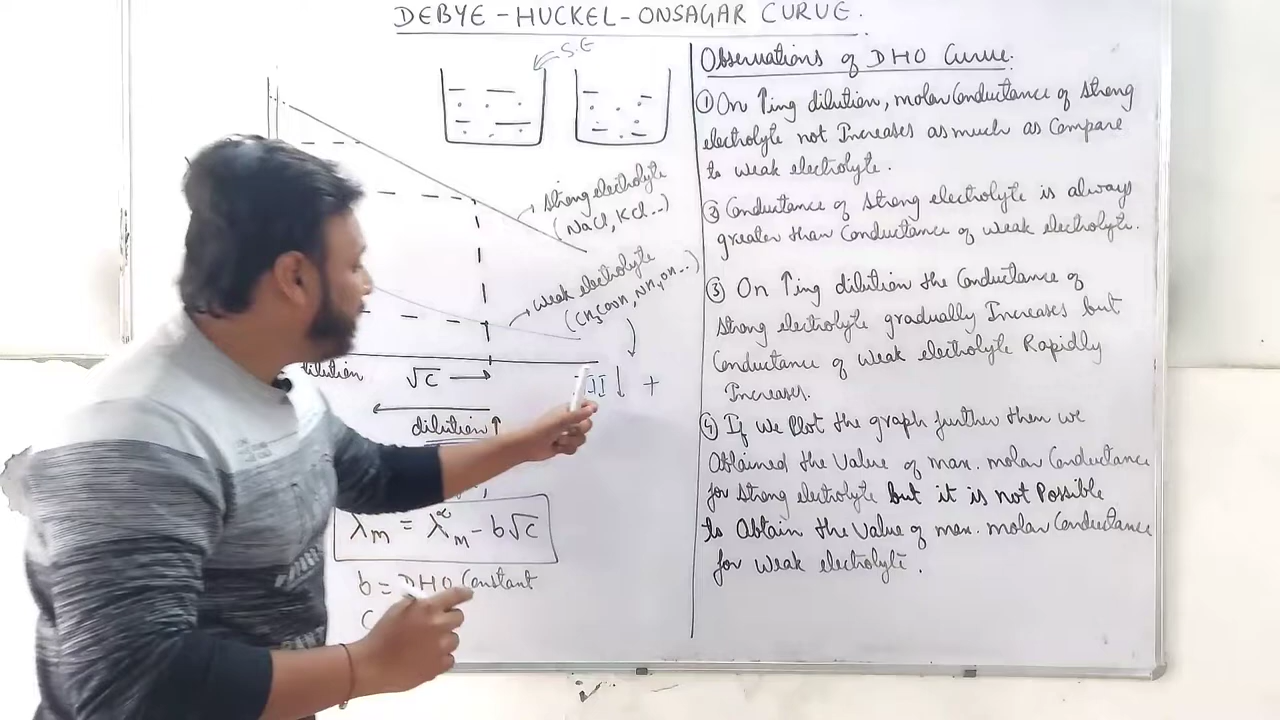 DEBYE - HUCKEL - ONSAGAR CURVE.
S.E
strong electrolyte
(NaCl, KCl..)
weak electrolyte
(CH3COOH, NH4OH..)
dilution
√C
II ↓ +
dilution ↑
λm = λ∞m - b√C
b = DHO Constant
C
Observations of DHO Curve.
① On ↑ing dilution, molar Conductance of strong
electrolyte not Increases as much as Compare
to weak electrolyte.
② Conductance of strong electrolyte is always
greater than Conductance of weak electrolyte.
③ On ↑ing dilution the Conductance of
strong electrolyte gradually Increases but
Conductance of weak electrolyte Rapidly
Increases.
④ If we Plot the graph further then we
Obtained the Value of max. molar Conductance
for strong electrolyte but it is not Possible
to Obtain the Value of max. molar Conductance
for weak electrolyte.